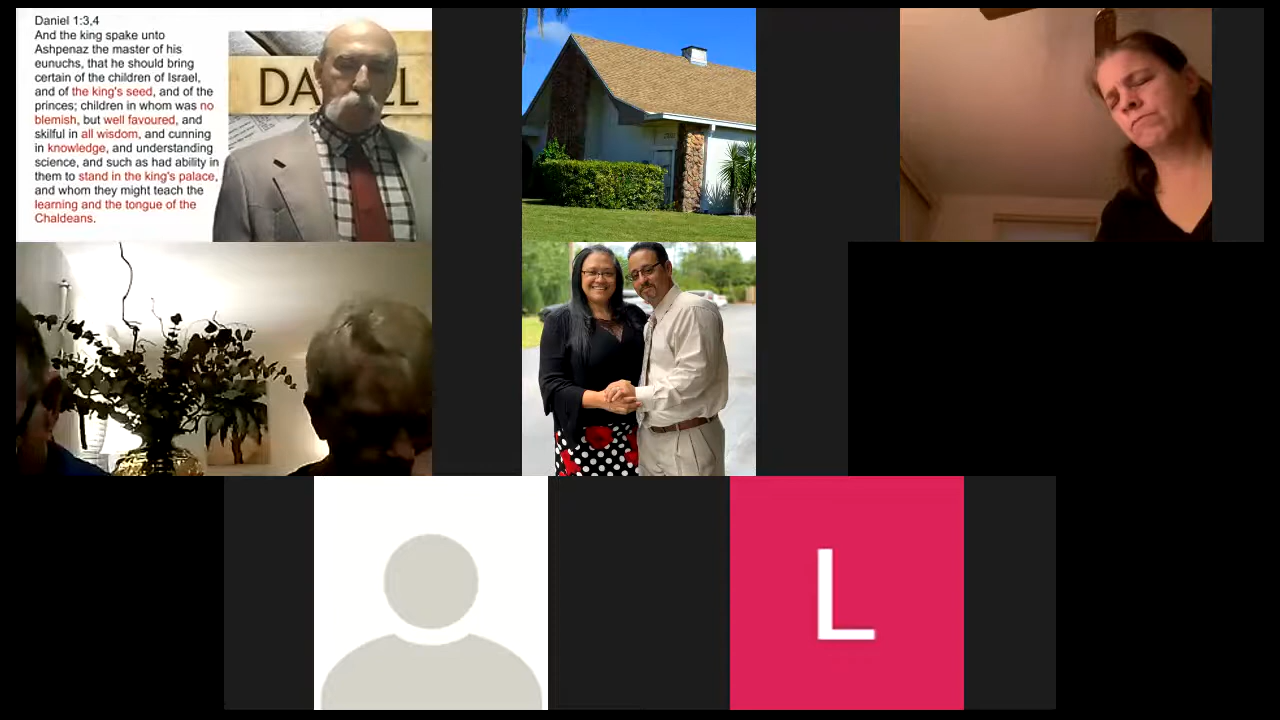 Daniel 1:3,4
And the king spake unto
Ashpenaz the master of his
eunuchs, that he should bring
certain of the children of Israel,
and of the king's seed, and of the
princes; children in whom was no
blemish, but well favoured, and
skilful in all wisdom, and cunning
in knowledge, and understanding
science, and such as had ability in
them to stand in the king's palace,
and whom they might teach the
learning and the tongue of the
Chaldeans.
L